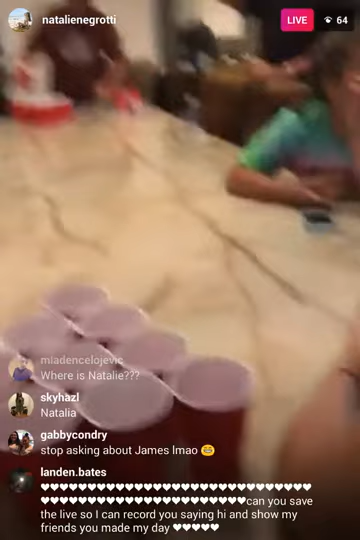 natalienegrotti
LIVE
64
mladencelojevic
Where is Natalie???
skyhazl
Natalia
gabbycondry
stop asking about James lmao 😊
landen.bates
♥♥♥♥♥♥♥♥♥♥♥♥♥♥♥♥♥♥♥♥♥♥♥♥♥♥♥♥♥
♥♥♥♥♥♥♥♥♥♥♥♥♥♥♥♥♥♥♥♥♥♥can you save
the live so I can record you saying hi and show my
friends you made my day ♥♥♥♥♥